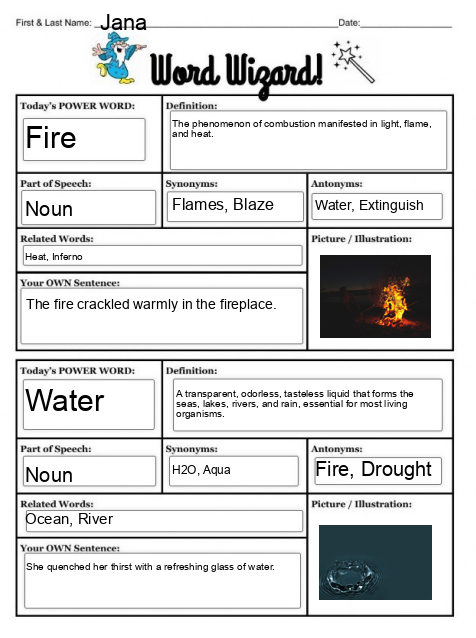 First & Last Name: Jana Date:
Word Wizard!
Today's POWER WORD:
Fire
Definition:
The phenomenon of combustion manifested in light, flame,
and heat.
Part of Speech:
Noun
Synonyms:
Flames, Blaze
Antonyms:
Water, Extinguish
Related Words:
Heat, Inferno
Picture / Illustration:
Your OWN Sentence:
The fire crackled warmly in the fireplace.
Today's POWER WORD:
Water
Definition:
A transparent, odorless, tasteless liquid that forms the
seas, lakes, rivers, and rain, essential for most living
organisms.
Part of Speech:
Noun
Synonyms:
H2O, Aqua
Antonyms:
Fire, Drought
Related Words:
Ocean, River
Picture / Illustration:
Your OWN Sentence:
She quenched her thirst with a refreshing glass of water.